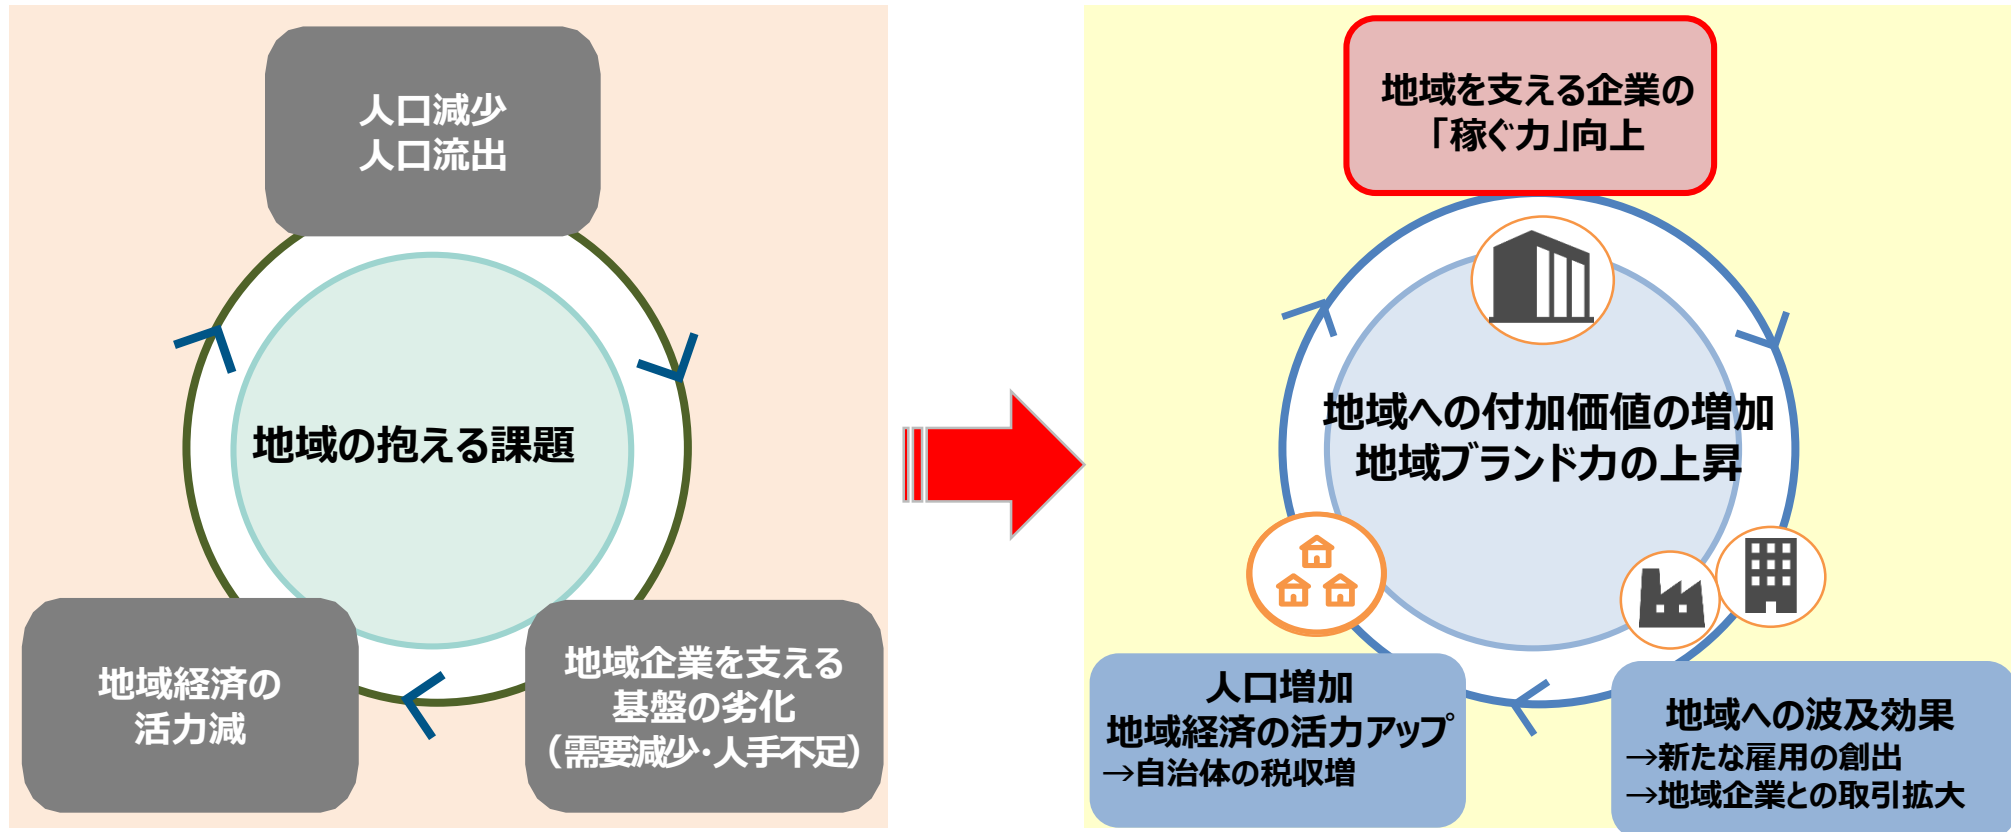 人口減少
人口流出
地域の抱える課題
地域経済の
活力減
地域企業を支える
基盤の劣化
（需要減少・人手不足）
地域を支える企業の
「稼ぐ力」向上
地域への付加価値の増加
地域ブランド力の上昇
人口増加
地域経済の活力アップ
→自治体の税収増
地域への波及効果
→新たな雇用の創出
→地域企業との取引拡大